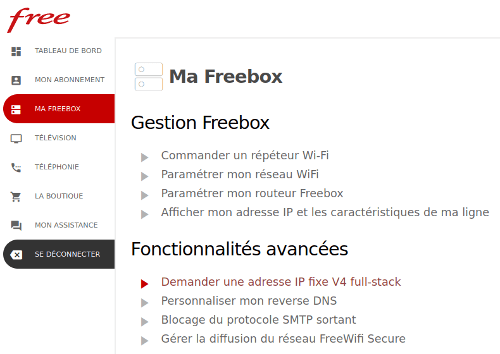 free
TABLEAU DE BORD
MON ABONNEMENT
MA FREEBOX
TÉLÉVISION
TÉLÉPHONIE
LA BOUTIQUE
MON ASSISTANCE
SE DÉCONNECTER
Ma Freebox
Gestion Freebox
Commander un répéteur Wi-Fi
Paramétrer mon réseau WiFi
Paramétrer mon routeur Freebox
Afficher mon adresse IP et les caractéristiques de ma ligne
Fonctionnalités avancées
Demander une adresse IP fixe V4 full-stack
Personnaliser mon reverse DNS
Blocage du protocole SMTP sortant
Gérer la diffusion du réseau FreeWifi Secure